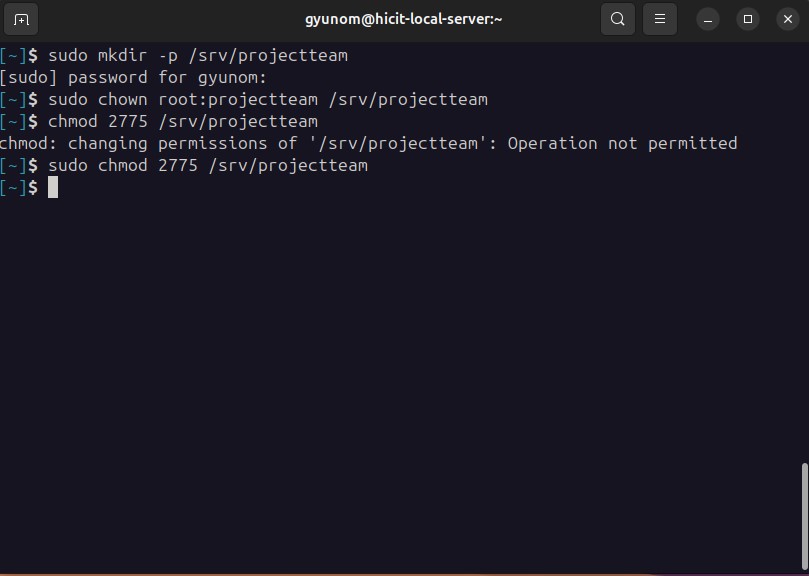 gyunom@hicit-local-server:~
[~]$ sudo mkdir -p /srv/projectteam
[sudo] password for gyunom:
[~]$ sudo chown root:projectteam /srv/projectteam
[~]$ chmod 2775 /srv/projectteam
chmod: changing permissions of '/srv/projectteam': Operation not permitted
[~]$ sudo chmod 2775 /srv/projectteam
[~]$